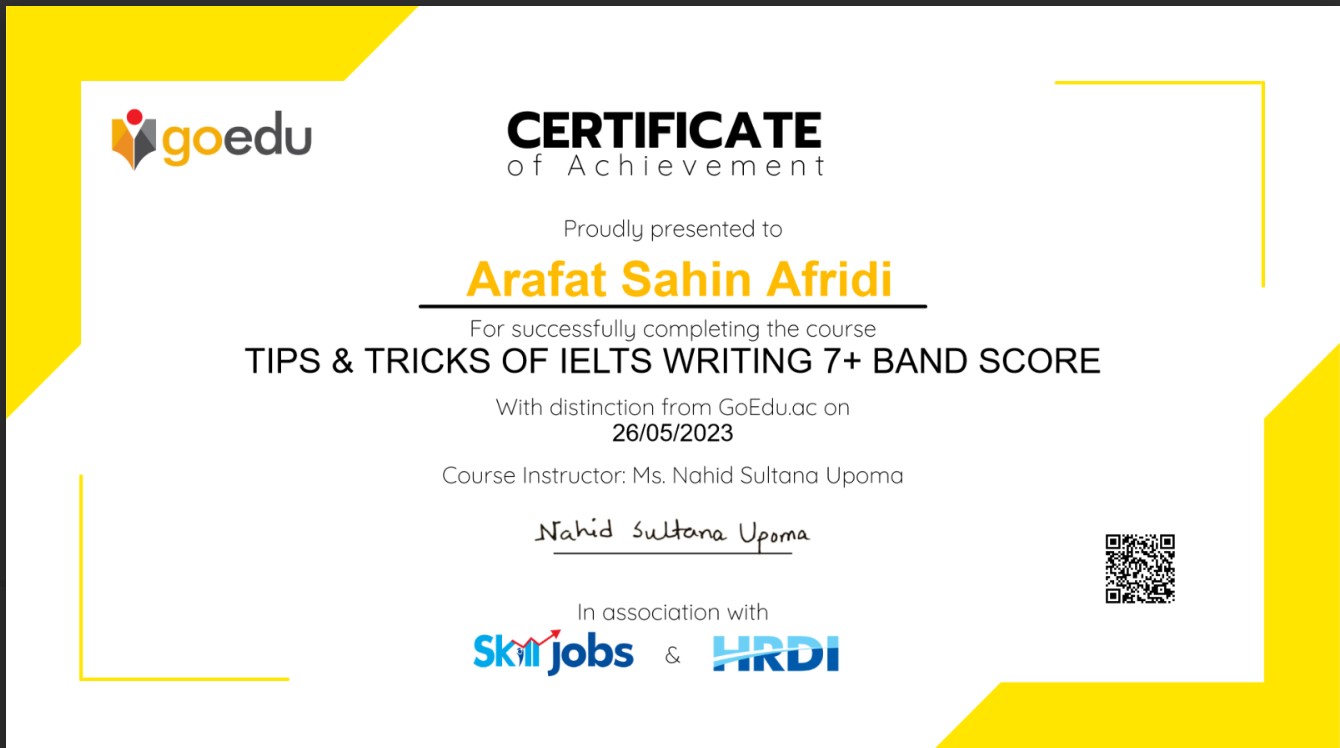 goedu
CERTIFICATE
of Achievement
Proudly presented to
Arafat Sahin Afridi
For successfully completing the course
TIPS & TRICKS OF IELTS WRITING 7+ BAND SCORE
With distinction from GoEdu.ac on
26/05/2023
Course Instructor: Ms. Nahid Sultana Upoma
Nahid Sultana Upoma
In association with
Skill jobs & HRDI